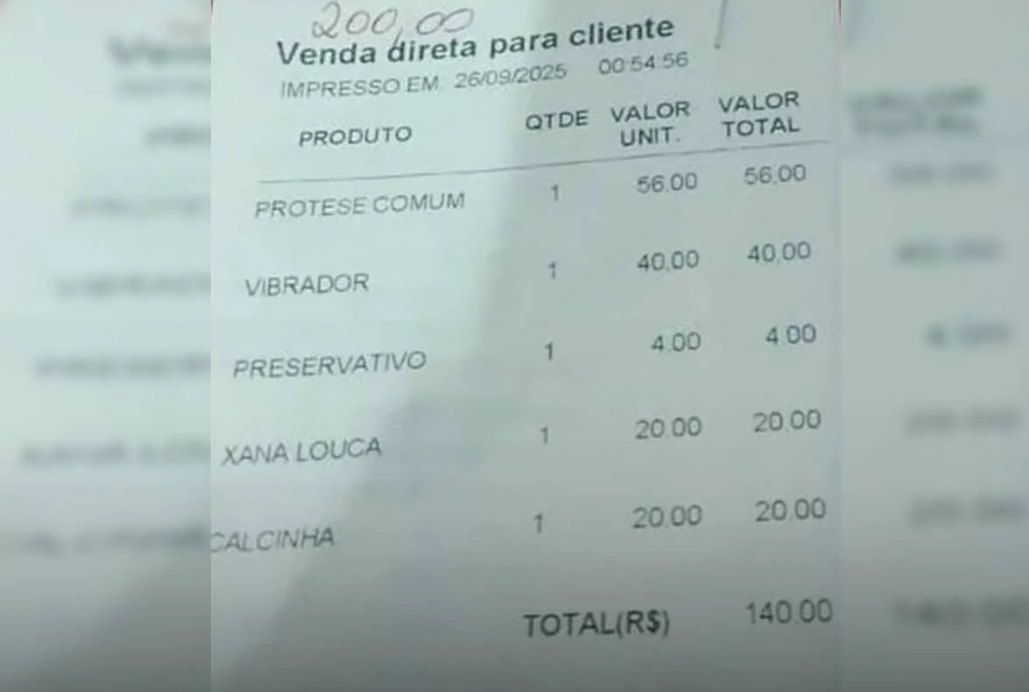 200,00
Venda direta para cliente
IMPRESSO EM 26/09/2025 00:54:56
PRODUTO QTDE VALOR UNIT. VALOR TOTAL
PROTESE COMUM 1 56,00 56,00
VIBRADOR 1 40,00 40,00
PRESERVATIVO 1 4.00 4.00
XANA LOUCA 1 20.00 20.00
CALCINHA 1 20.00 20.00
TOTAL(R$) 140.00